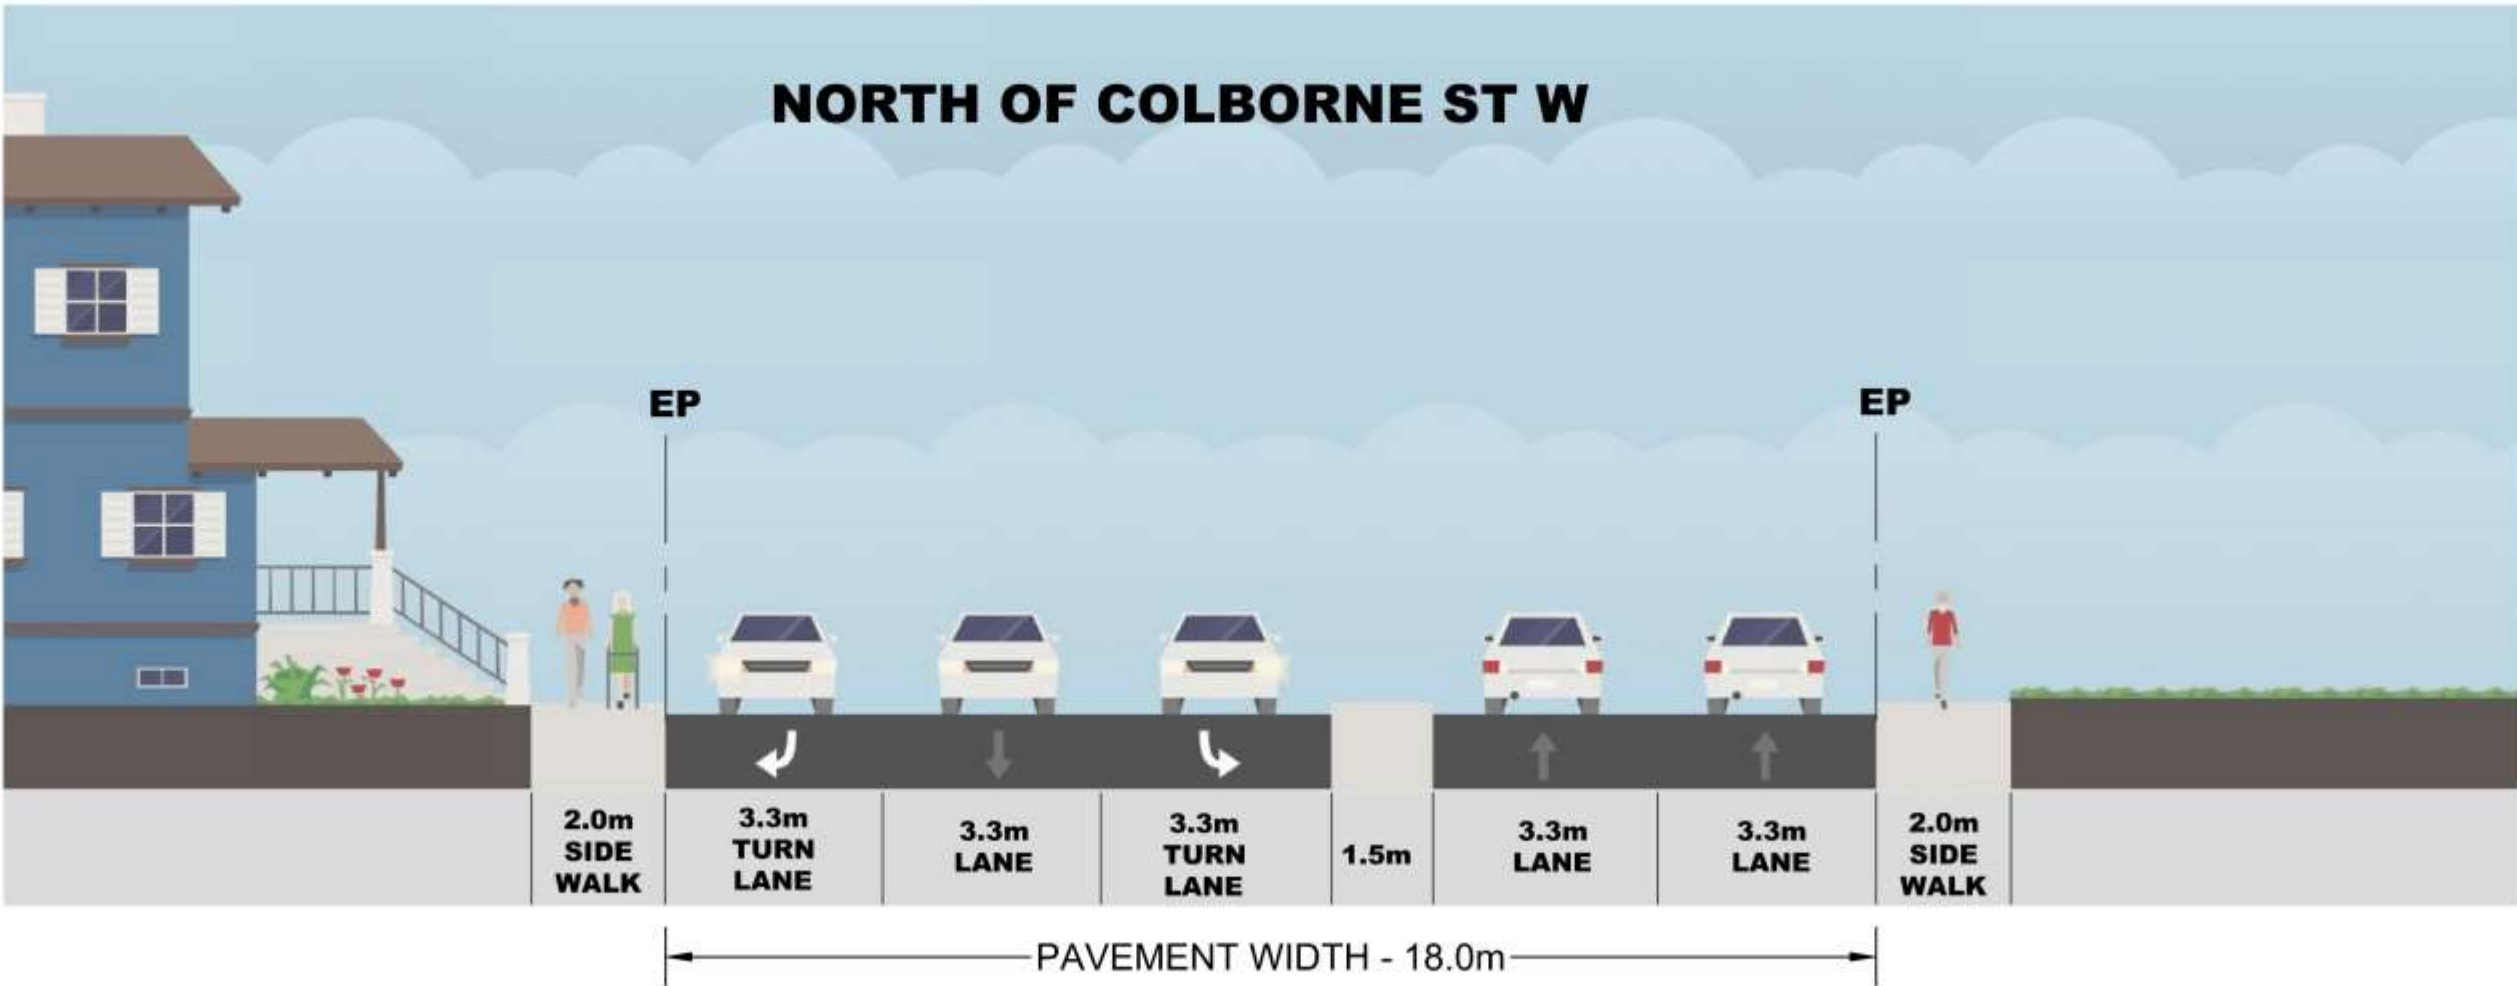 NORTH OF COLBORNE ST W
EP
EP
2.0m
SIDE
WALK
3.3m
TURN
LANE
3.3m
LANE
3.3m
TURN
LANE
1.5m
3.3m
LANE
3.3m
LANE
2.0m
SIDE
WALK
PAVEMENT WIDTH - 18.0m